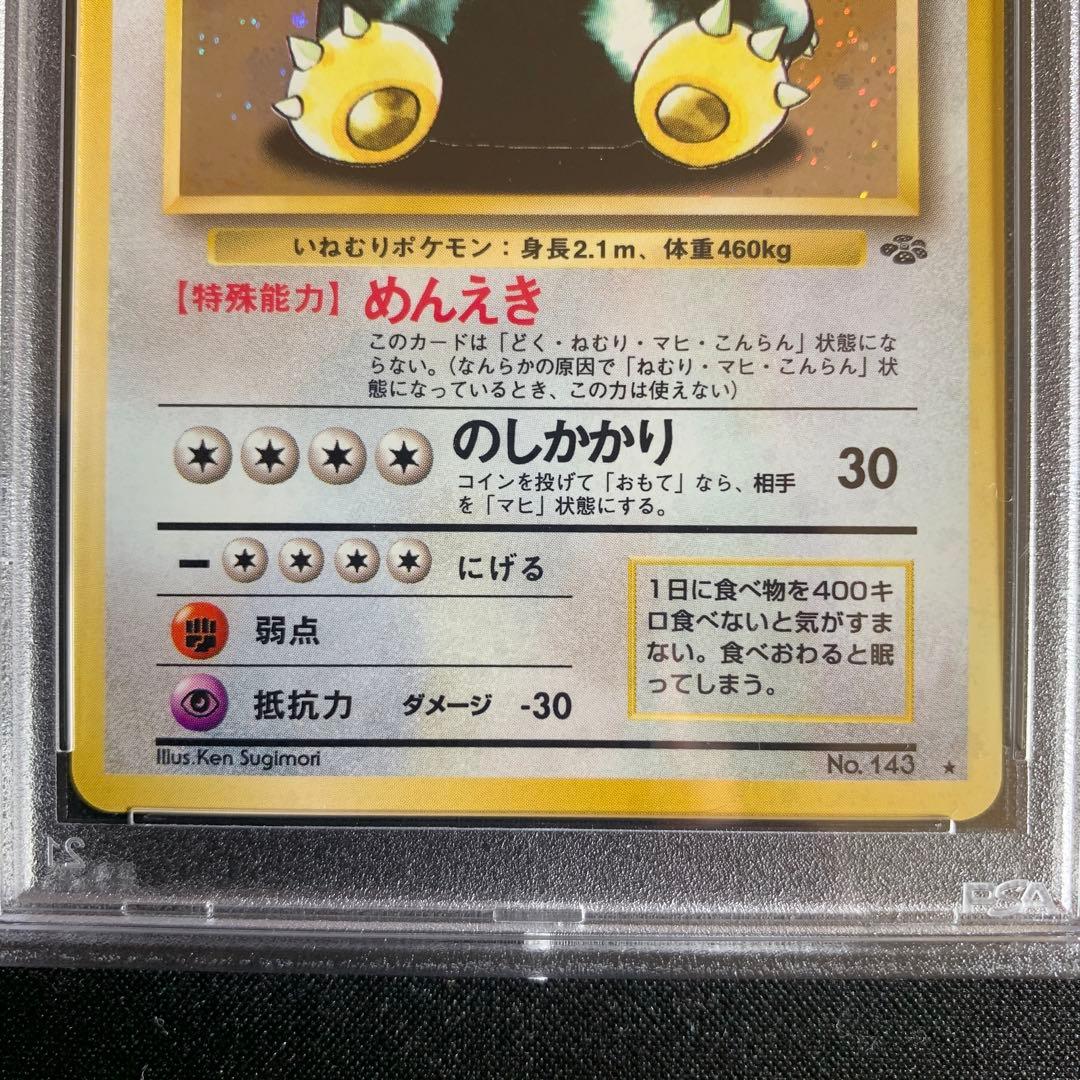 いねむりポケモン：身長2.1m、体重460kg
【特殊能力】めんえき
このカードは「どく・ねむり・マヒ・こんらん」状態にな
らない。（なんらかの原因で「ねむり・マヒ・こんらん」状
態になっているとき、この力は使えない）
のしかかり 30
コインを投げて「おもて」なら、相手
を「マヒ」状態にする。
− にげる
弱点
抵抗力 ダメージ -30
1日に食べ物を400キ
ロ食べないと気がすま
ない。食べおわると眠
ってしまう。
Illus.Ken Sugimori
No. 143 ★
PSA